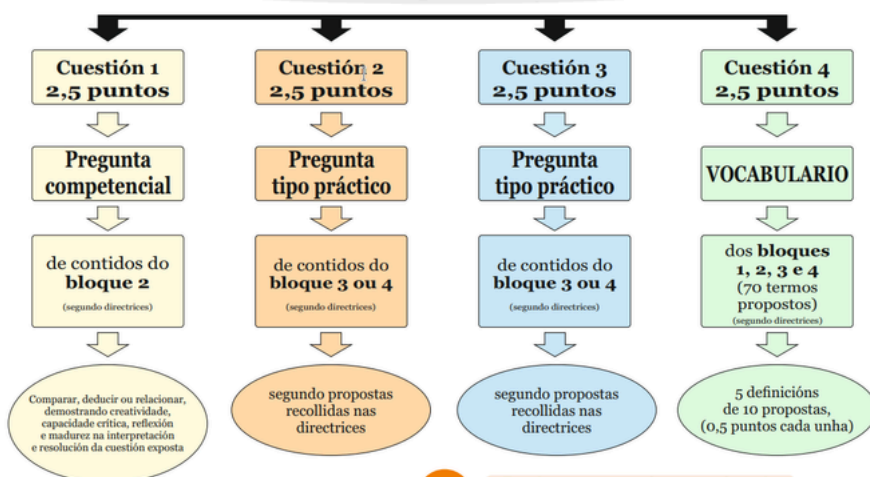 Cuestión 1
2,5 puntos
Pregunta
competencial
de contidos do
bloque 2
(segundo directrices)
Comparar, deducir ou relacionar,
demostrando creatividade,
capacidade crítica, reflexión
e madurez na interpretación
e resolución da cuestión exposta
Cuestión 2
2,5 puntos
Pregunta
tipo práctico
de contidos do
bloque 3 ou 4
(segundo directrices)
segundo propostas
recollidas nas
directrices
Cuestión 3
2,5 puntos
Pregunta
tipo práctico
de contidos do
bloque 3 ou 4
(segundo directrices)
segundo propostas
recollidas nas
directrices
Cuestión 4
2,5 puntos
VOCABULARIO
dos bloques
1, 2, 3 e 4
(70 termos
propostos)
(segundo directrices)
5 definicións
de 10 propostas,
(0,5 puntos cada unha)